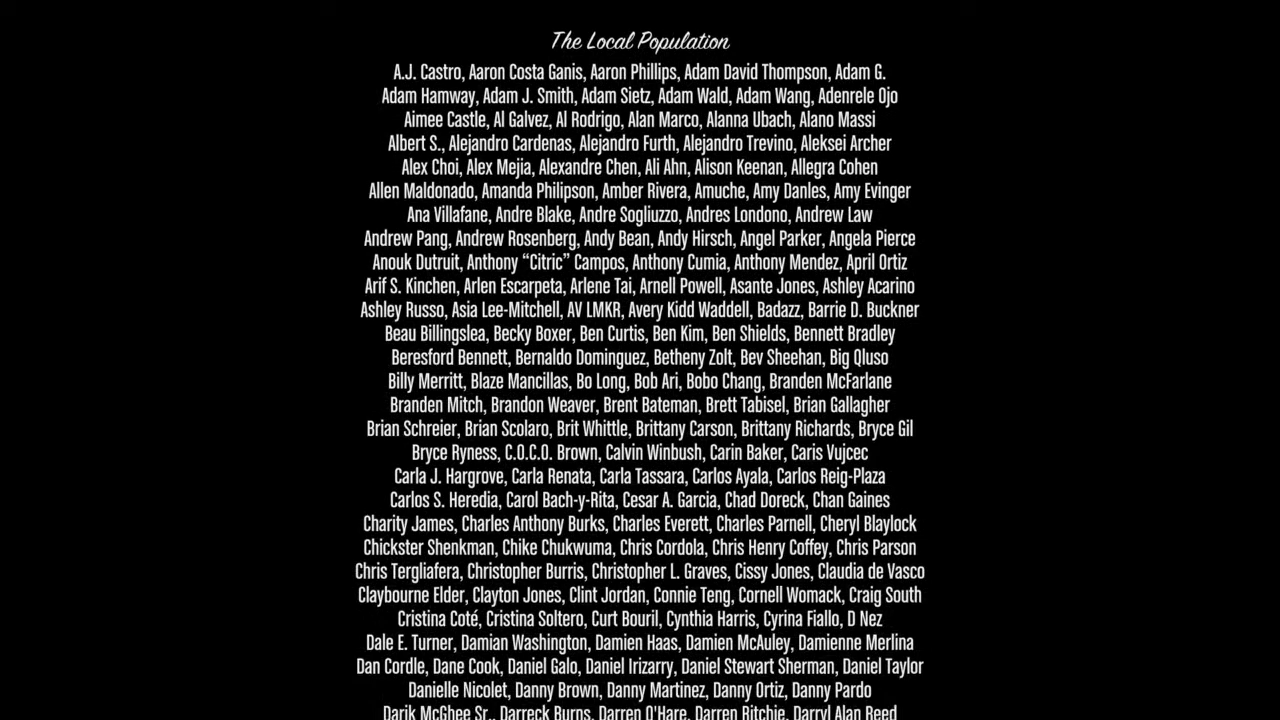 The Local Population
A.J. Castro, Aaron Costa Ganis, Aaron Phillips, Adam David Thompson, Adam G.
Adam Hamway, Adam J. Smith, Adam Sietz, Adam Wald, Adam Wang, Adenrele Ojo
Aimee Castle, Al Galvez, Al Rodrigo, Alan Marco, Alanna Ubach, Alano Massi
Albert S., Alejandro Cardenas, Alejandro Furth, Alejandro Trevino, Aleksei Archer
Alex Choi, Alex Mejia, Alexandre Chen, Ali Ahn, Alison Keenan, Allegra Cohen
Allen Maldonado, Amanda Philipson, Amber Rivera, Amuche, Amy Danles, Amy Evinger
Ana Villafane, Andre Blake, Andre Sogliuzzo, Andres Londono, Andrew Law
Andrew Pang, Andrew Rosenberg, Andy Bean, Andy Hirsch, Angel Parker, Angela Pierce
Anouk Dutruit, Anthony “Citric” Campos, Anthony Cumia, Anthony Mendez, April Ortiz
Arif S. Kinchen, Arlen Escarpeta, Arlene Tai, Arnell Powell, Asante Jones, Ashley Acarino
Ashley Russo, Asia Lee-Mitchell, AV LMKR, Avery Kidd Waddell, Badazz, Barrie D. Buckner
Beau Billingslea, Becky Boxer, Ben Curtis, Ben Kim, Ben Shields, Bennett Bradley
Beresford Bennett, Bernaldo Dominguez, Betheny Zolt, Bev Sheehan, Big Qluso
Billy Merritt, Blaze Mancillas, Bo Long, Bob Ari, Bobo Chang, Branden McFarlane
Branden Mitch, Brandon Weaver, Brent Bateman, Brett Tabisel, Brian Gallagher
Brian Schreier, Brian Scolaro, Brit Whittle, Brittany Carson, Brittany Richards, Bryce Gil
Bryce Ryness, C.O.C.O. Brown, Calvin Winbush, Carin Baker, Caris Vujcec
Carla J. Hargrove, Carla Renata, Carla Tassara, Carlos Ayala, Carlos Reig-Plaza
Carlos S. Heredia, Carol Bach-y-Rita, Cesar A. Garcia, Chad Doreck, Chan Gaines
Charity James, Charles Anthony Burks, Charles Everett, Charles Parnell, Cheryl Blaylock
Chickster Shenkman, Chike Chukwuma, Chris Cordola, Chris Henry Coffey, Chris Parson
Chris Tergliafera, Christopher Burris, Christopher L. Graves, Cissy Jones, Claudia de Vasco
Claybourne Elder, Clayton Jones, Clint Jordan, Connie Teng, Cornell Womack, Craig South
Cristina Coté, Cristina Soltero, Curt Bouril, Cynthia Harris, Cyrina Fiallo, D Nez
Dale E. Turner, Damian Washington, Damien Haas, Damien McAuley, Damienne Merlina
Dan Cordle, Dane Cook, Daniel Galo, Daniel Irizarry, Daniel Stewart Sherman, Daniel Taylor
Danielle Nicolet, Danny Brown, Danny Martinez, Danny Ortiz, Danny Pardo
Darik McGhee Sr., Darreck Burns, Darren O'Hare, Darren Ritchie, Darryl Alan Reed